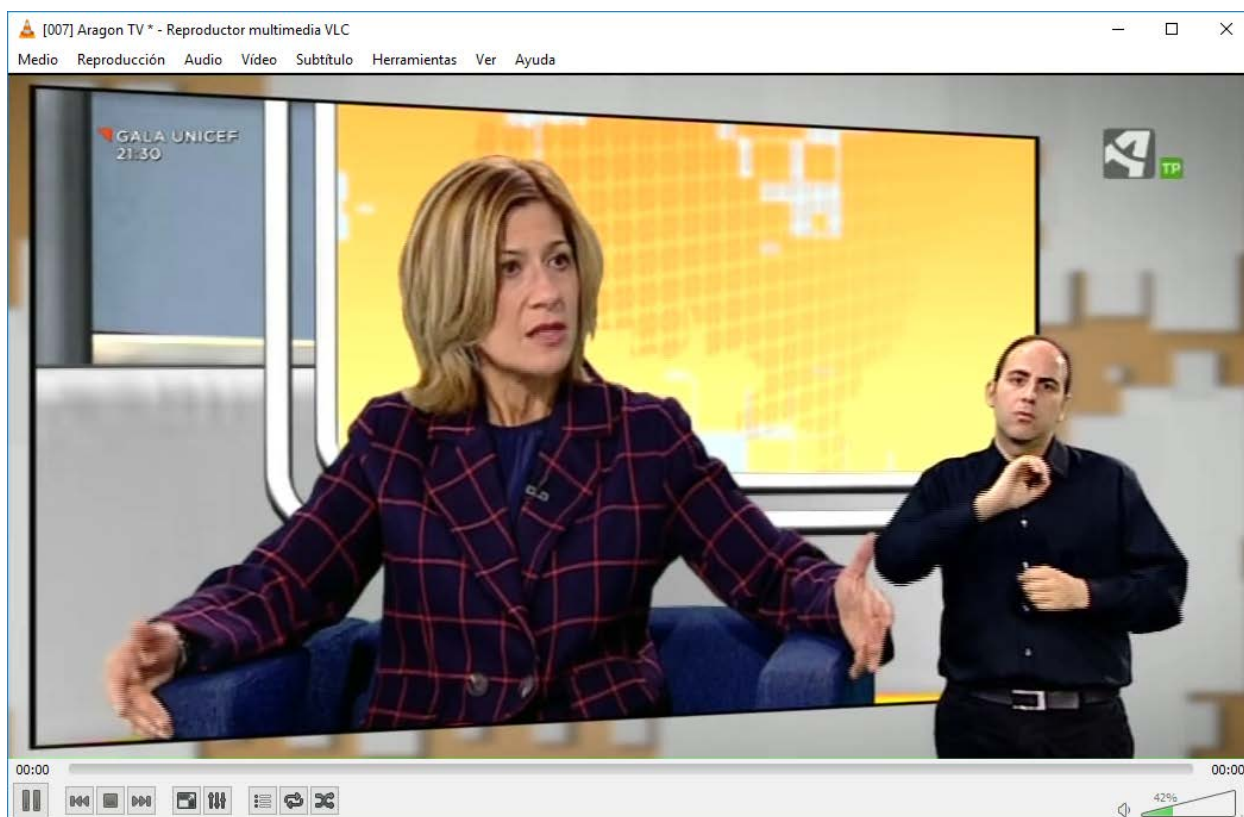 [007] Aragon TV * - Reproductor multimedia VLC
Medio Reproducción Audio Vídeo Subtítulo Herramientas Ver Ayuda
GALA UNICEF
21:30
TP
00:00 00:00
42%